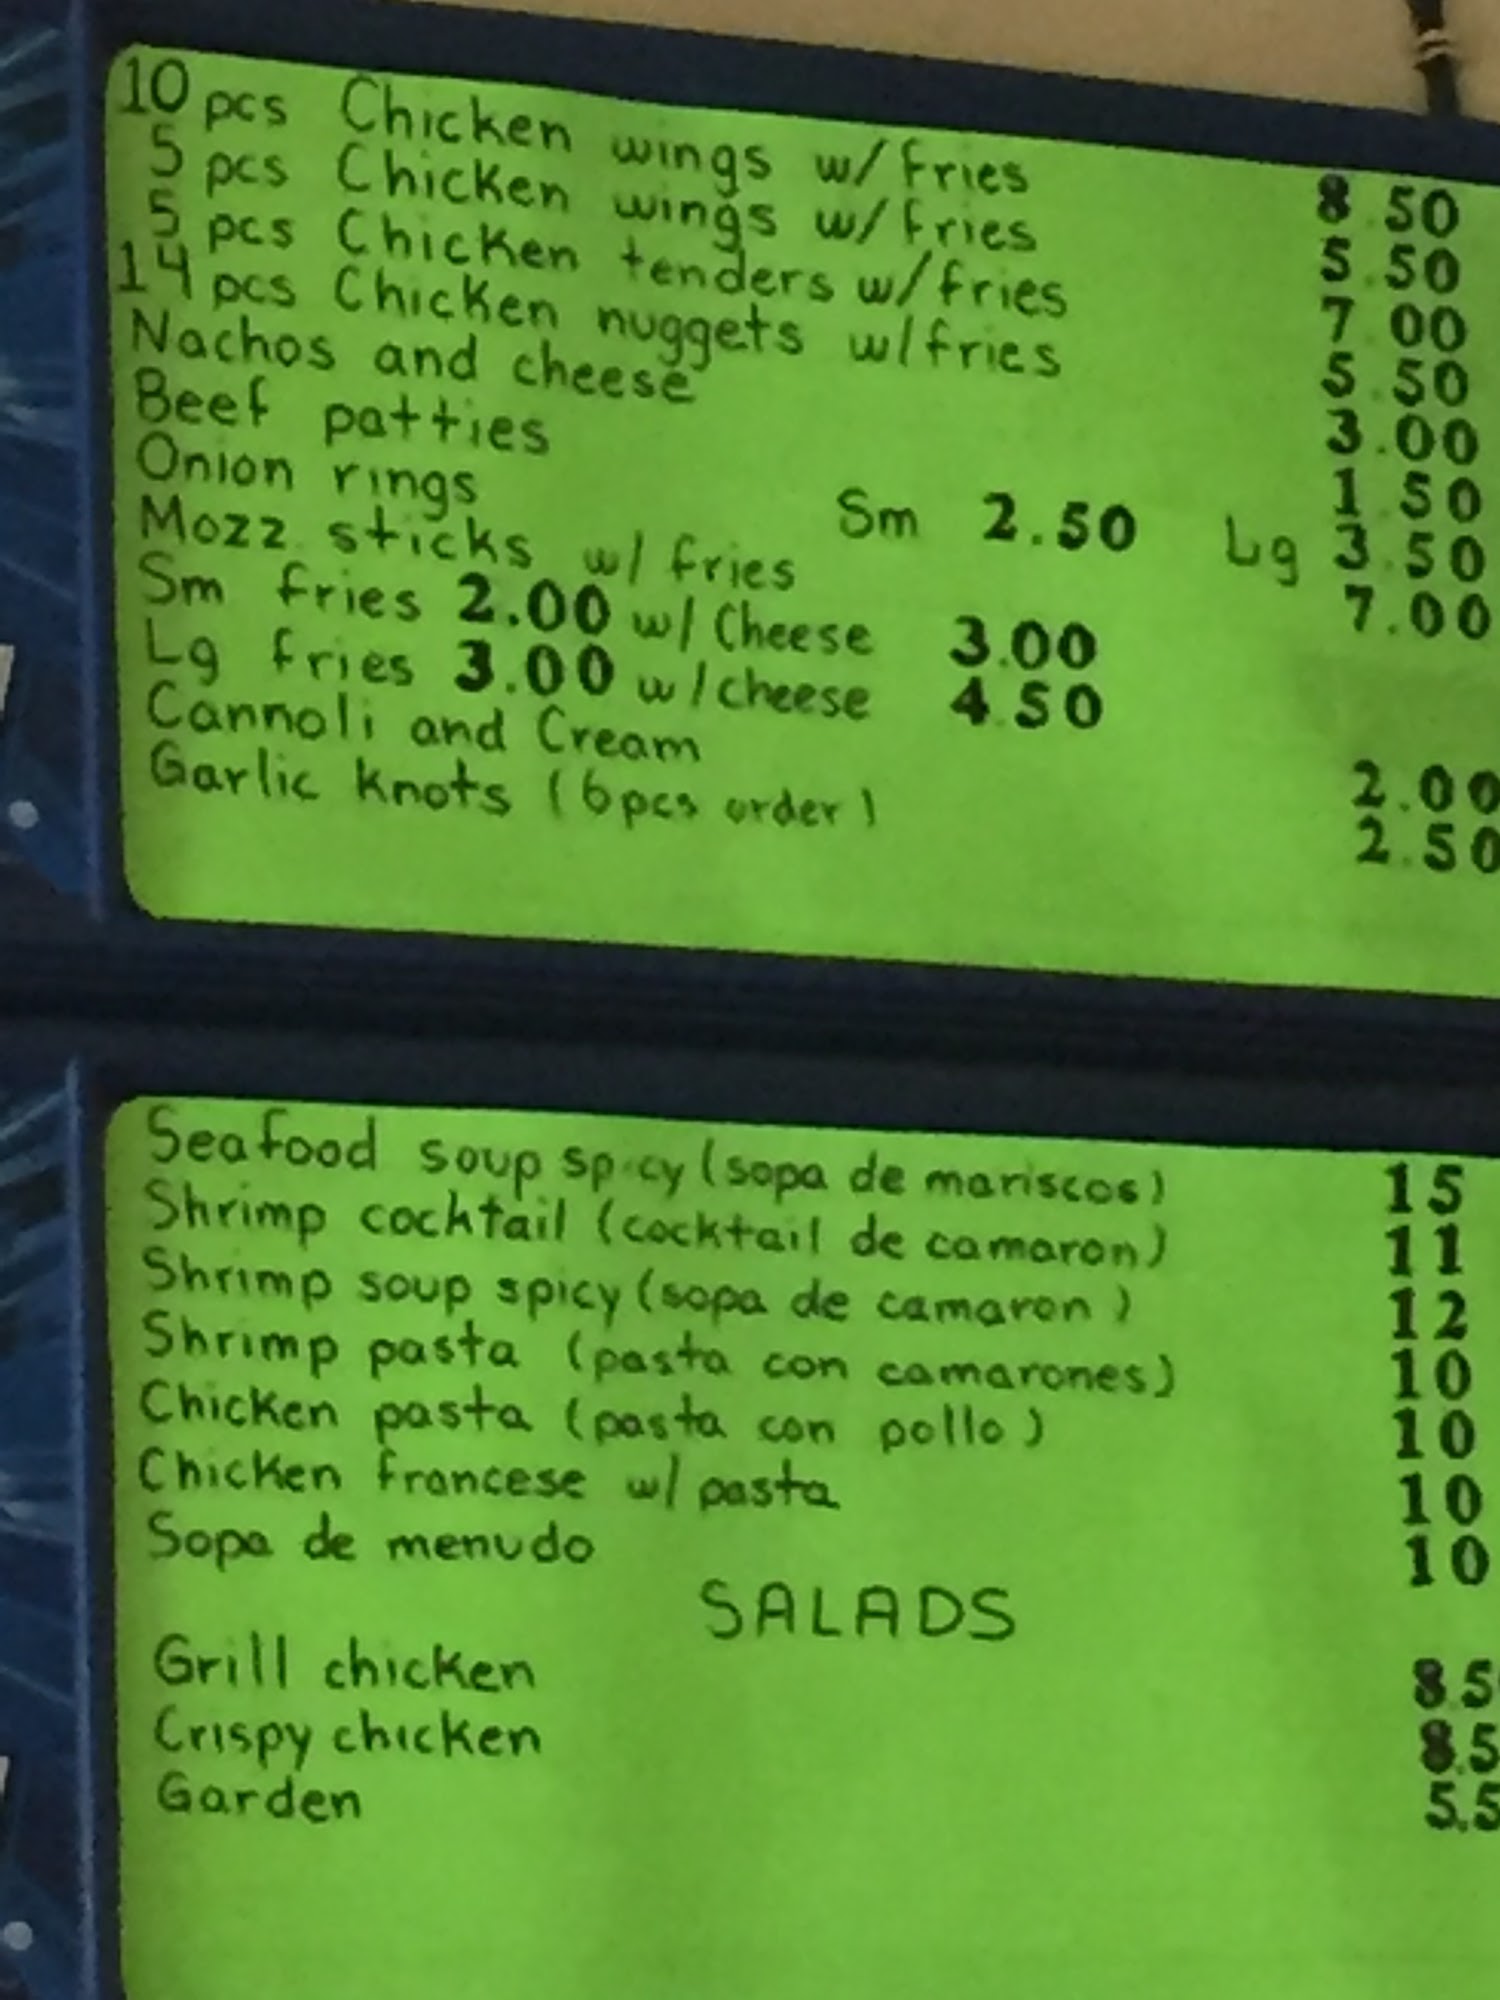 10 pcs Chicken wings w/ fries 8.50
5 pcs Chicken wings w/ fries 5.50
5 pcs Chicken tenders w/ fries 7.00
14 pcs Chicken nuggets w/ fries 5.50
Nachos and cheese 3.00
Beef patties 1.50
Onion rings Sm 2.50 Lg 3.50
Mozz sticks w/ fries 7.00
Sm fries 2.00 w/ Cheese 3.00
Lg fries 3.00 w/ cheese 4.50
Cannoli and Cream 2.00
Garlic knots (6 pcs order) 2.50
Seafood soup spicy (sopa de mariscos) 15
Shrimp cocktail (cocktail de camaron) 11
Shrimp soup spicy (sopa de camaron) 12
Shrimp pasta (pasta con camarones) 10
Chicken pasta (pasta con pollo) 10
Chicken francese w/ pasta 10
Sopa de menudo 10
SALADS
Grill chicken 8.5
Crispy chicken 8.5
Garden 5.5